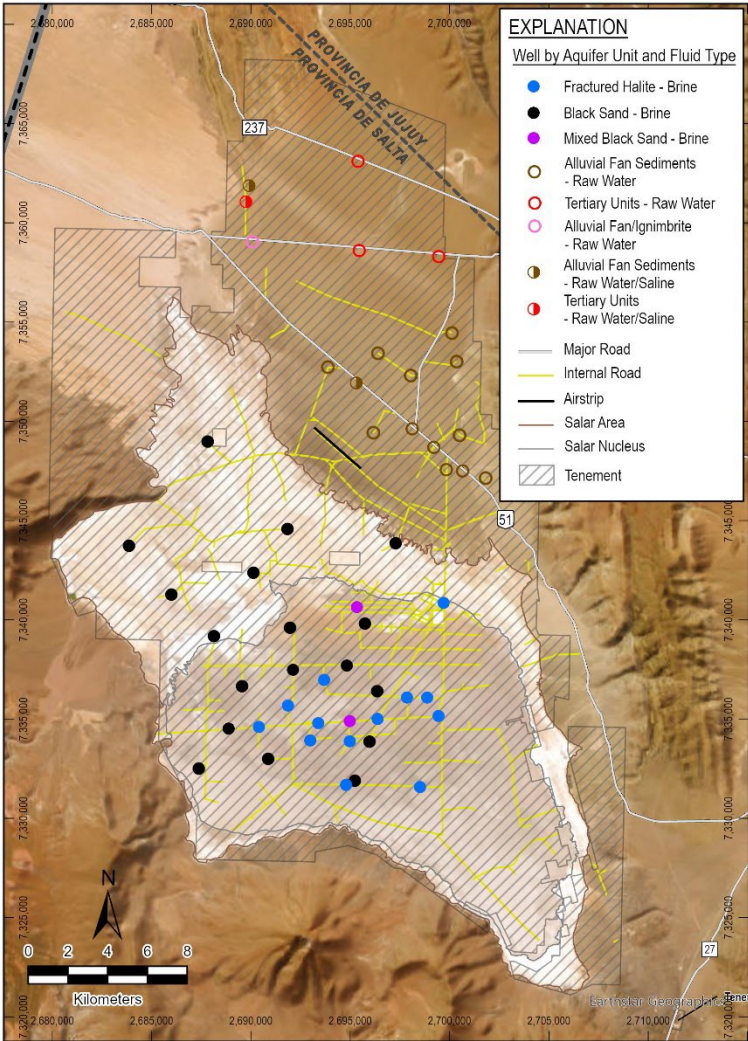 2,680,000
2,685,000
2,690,000
2,695,000
2,700,000
EXPLANATION
Well by Aquifer Unit and Fluid Type
Fractured Halite - Brine
Black Sand - Brine
Mixed Black Sand - Brine
Alluvial Fan Sediments
- Raw Water
Tertiary Units - Raw Water
Alluvial Fan/Ignimbrite
- Raw Water
Alluvial Fan Sediments
- Raw Water/Saline
Tertiary Units
- Raw Water/Saline
Major Road
Internal Road
Airstrip
Salar Area
Salar Nucleus
Tenement
PROVINCIA DE JUJUY
PROVINCIA DE SALTA
237
51
27
7,365,000
7,360,000
7,355,000
7,350,000
7,345,000
7,340,000
7,335,000
7,330,000
7,325,000
7,320,000
7,345,000
7,340,000
7,335,000
7,330,000
7,325,000
7,320,000
N
0 2 4 6 8
Kilometers
Earthstar Geographics
Tene
2,680,000
2,685,000
2,690,000
2,695,000
2,700,000
2,705,000
2,710,000